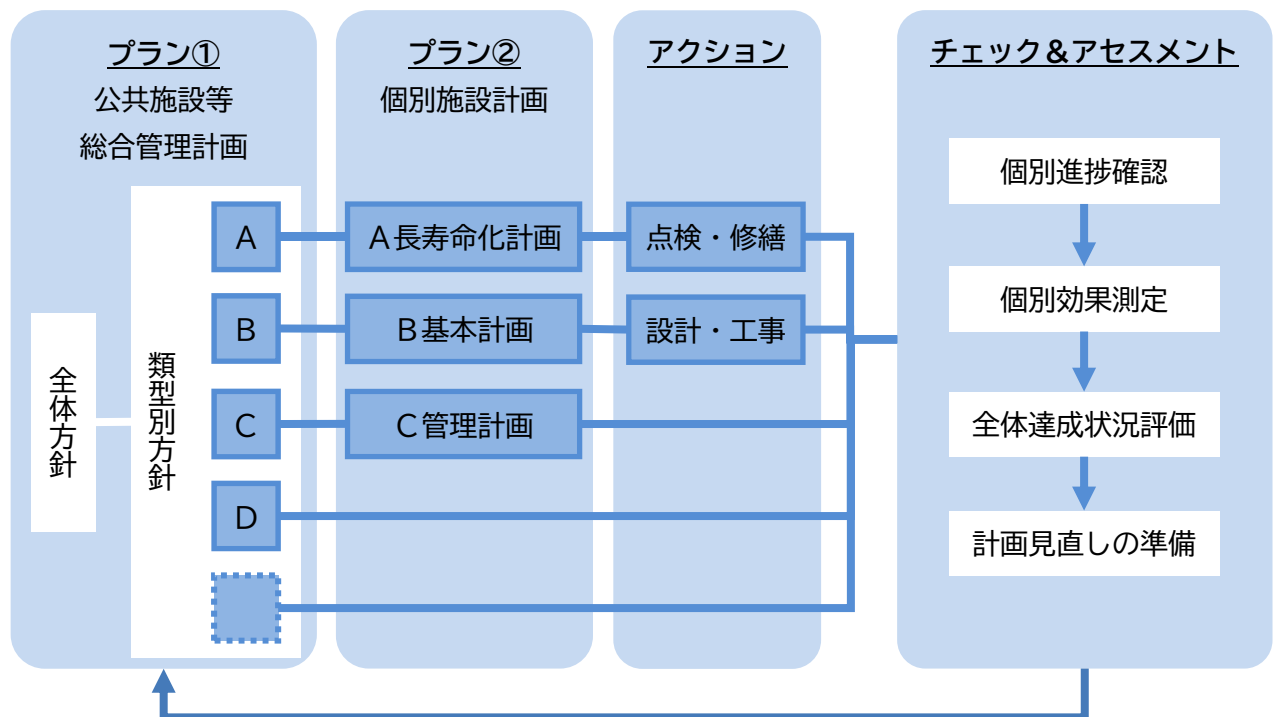 プラン①
公共施設等
総合管理計画
全体方針
類型別方針
A
B
C
D
プラン②
個別施設計画
A長寿命化計画
B基本計画
C管理計画
アクション
点検・修繕
設計・工事
チェック＆アセスメント
個別進捗確認
個別効果測定
全体達成状況評価
計画見直しの準備